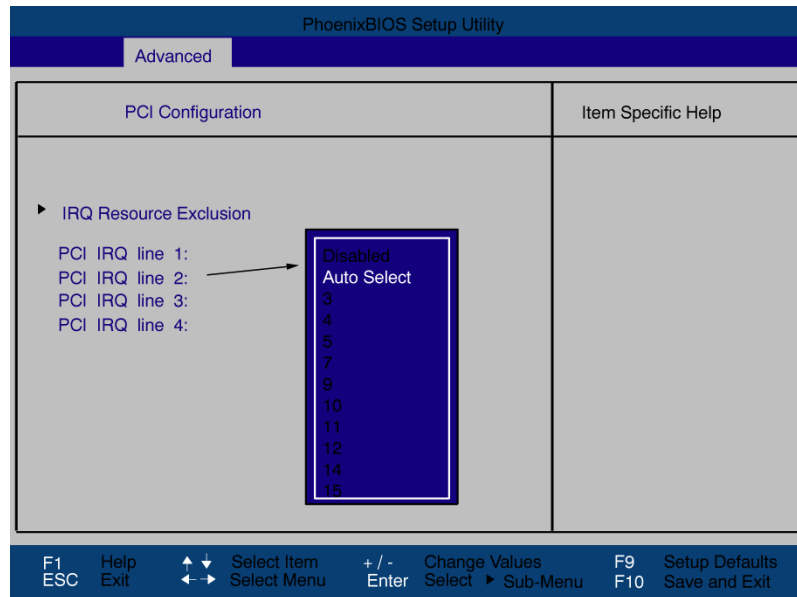 PhoenixBIOS Setup Utility
Advanced
PCI Configuration
Item Specific Help
IRQ Resource Exclusion
PCI IRQ line 1:
PCI IRQ line 2:
PCI IRQ line 3:
PCI IRQ line 4:
Disabled
Auto Select
3
4
5
7
9
10
11
12
14
15
F1 Help Select Item +/- Change Values F9 Setup Defaults
ESC Exit Select Menu Enter Select Sub-Menu F10 Save and Exit